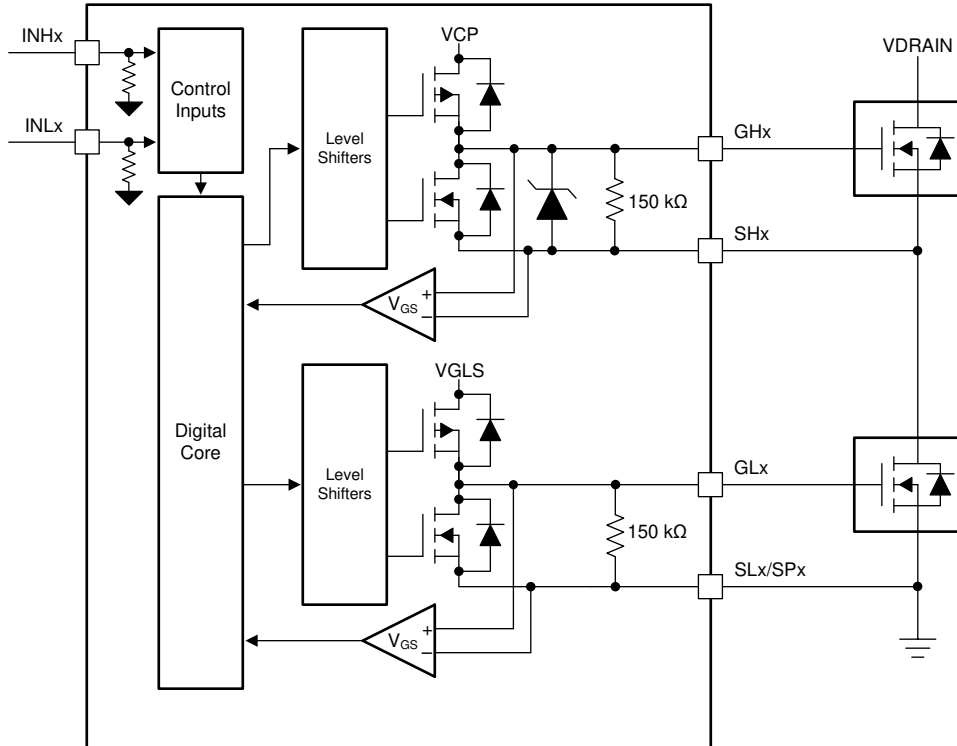 INHx
INLx
Control
Inputs
Digital
Core
Level
Shifters
VCP
VGS
+
−
150 kΩ
GHx
SHx
VDRAIN
Level
Shifters
VGLS
VGS
+
−
150 kΩ
GLx
SLx/SPx